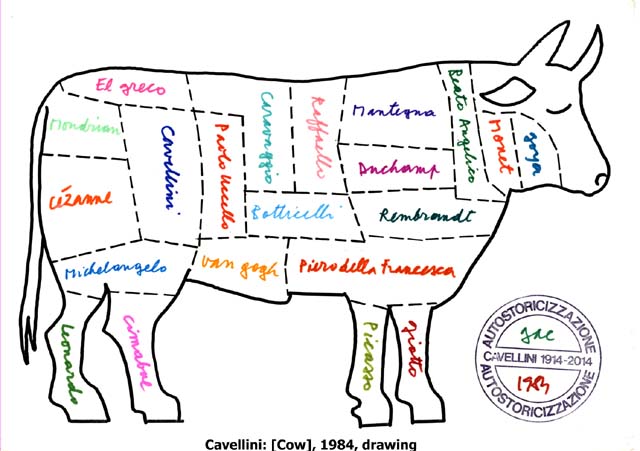 El greco
Mondrian
Cavellini
Paolo Uccello
Caravaggio
Raffaello
Mantegna
Beato Angelico
Monet
Goya
Duchamp
Cézanne
Botticelli
Rembrandt
Michelangelo
Van gogh
Piero della Francesca
Leonardo
Cimabue
Picasso
Giotto
AUTOSTORICIZZAZIONE
GAC
CAVELLINI 1914-2014
1984
AUTOSTORICIZZAZIONE
Cavellini: [Cow], 1984, drawing